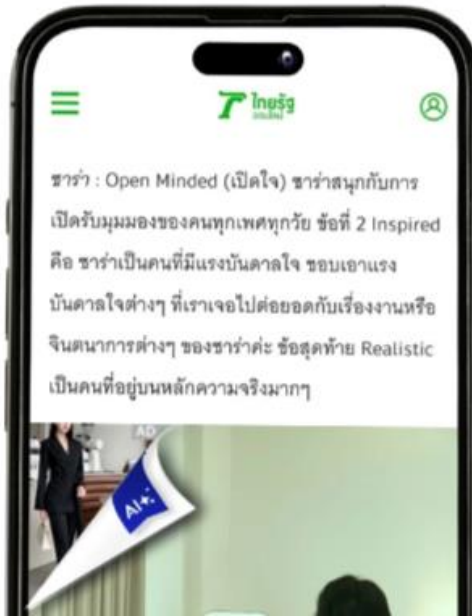 ไทยรัฐ
ออนไลน์
ซาร่า : Open Minded (เปิดใจ) ซาร่าสนุกกับการ
เปิดรับมุมมองของคนทุกเพศทุกวัย ข้อที่ 2 Inspired
คือ ซาร่าเป็นคนที่มีแรงบันดาลใจ ชอบเอาแรง
บันดาลใจต่างๆ ที่เราเจอไปต่อยอดกับเรื่องงานหรือ
จินตนาการต่างๆ ของซาร่าค่ะ ข้อสุดท้าย Realistic
เป็นคนที่อยู่บนหลักความจริงมากๆ
AD
AI+